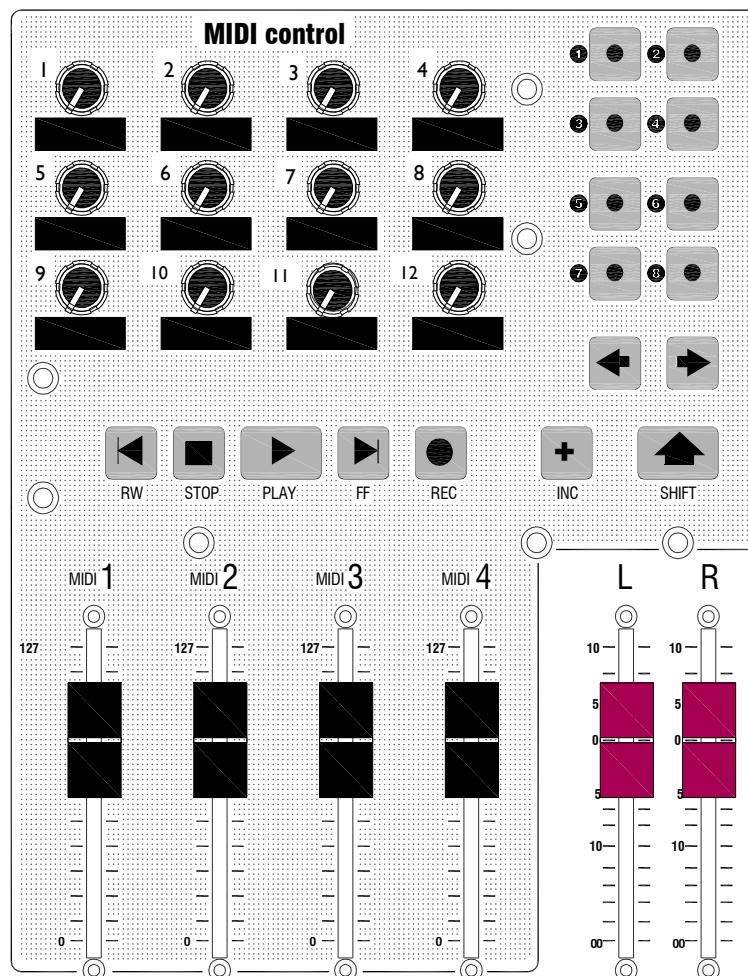 MIDI control
1 2 3 4
5 6 7 8
9 10 11 12
1 2
3 4
5 6
7 8
RW STOP PLAY FF REC INC SHIFT
MIDI 1 MIDI 2 MIDI 3 MIDI 4 L R
127 127 127 127 10 10
5 5
0 0
5 5
10 10
0 0 0 0 00 00